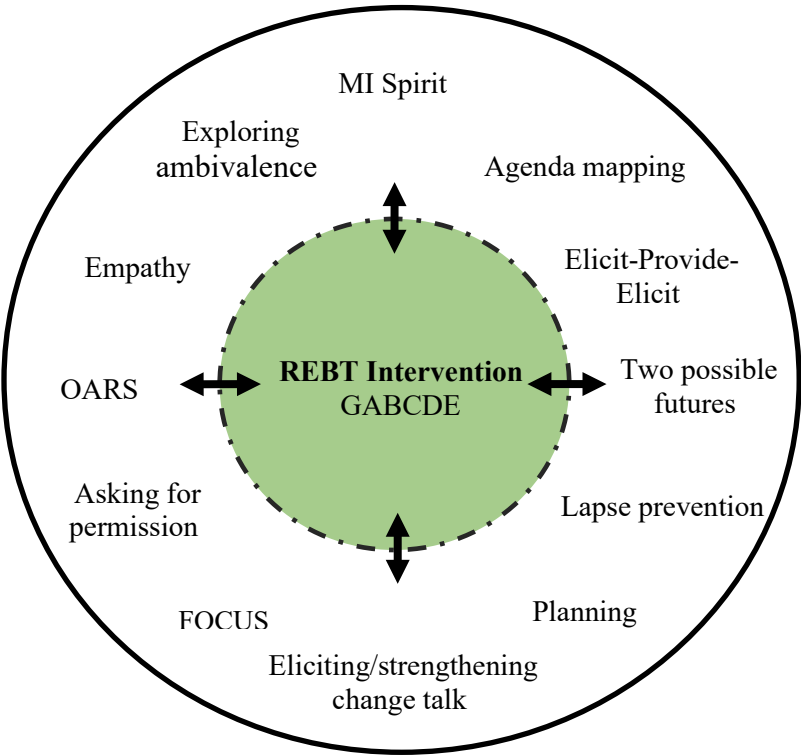 MI Spirit
Exploring
ambivalence
Agenda mapping
Empathy
Elicit-Provide-
Elicit
REBT Intervention
GABCDE
OARS
Two possible
futures
Asking for
permission
Lapse prevention
FOCUS
Planning
Eliciting/strengthening
change talk